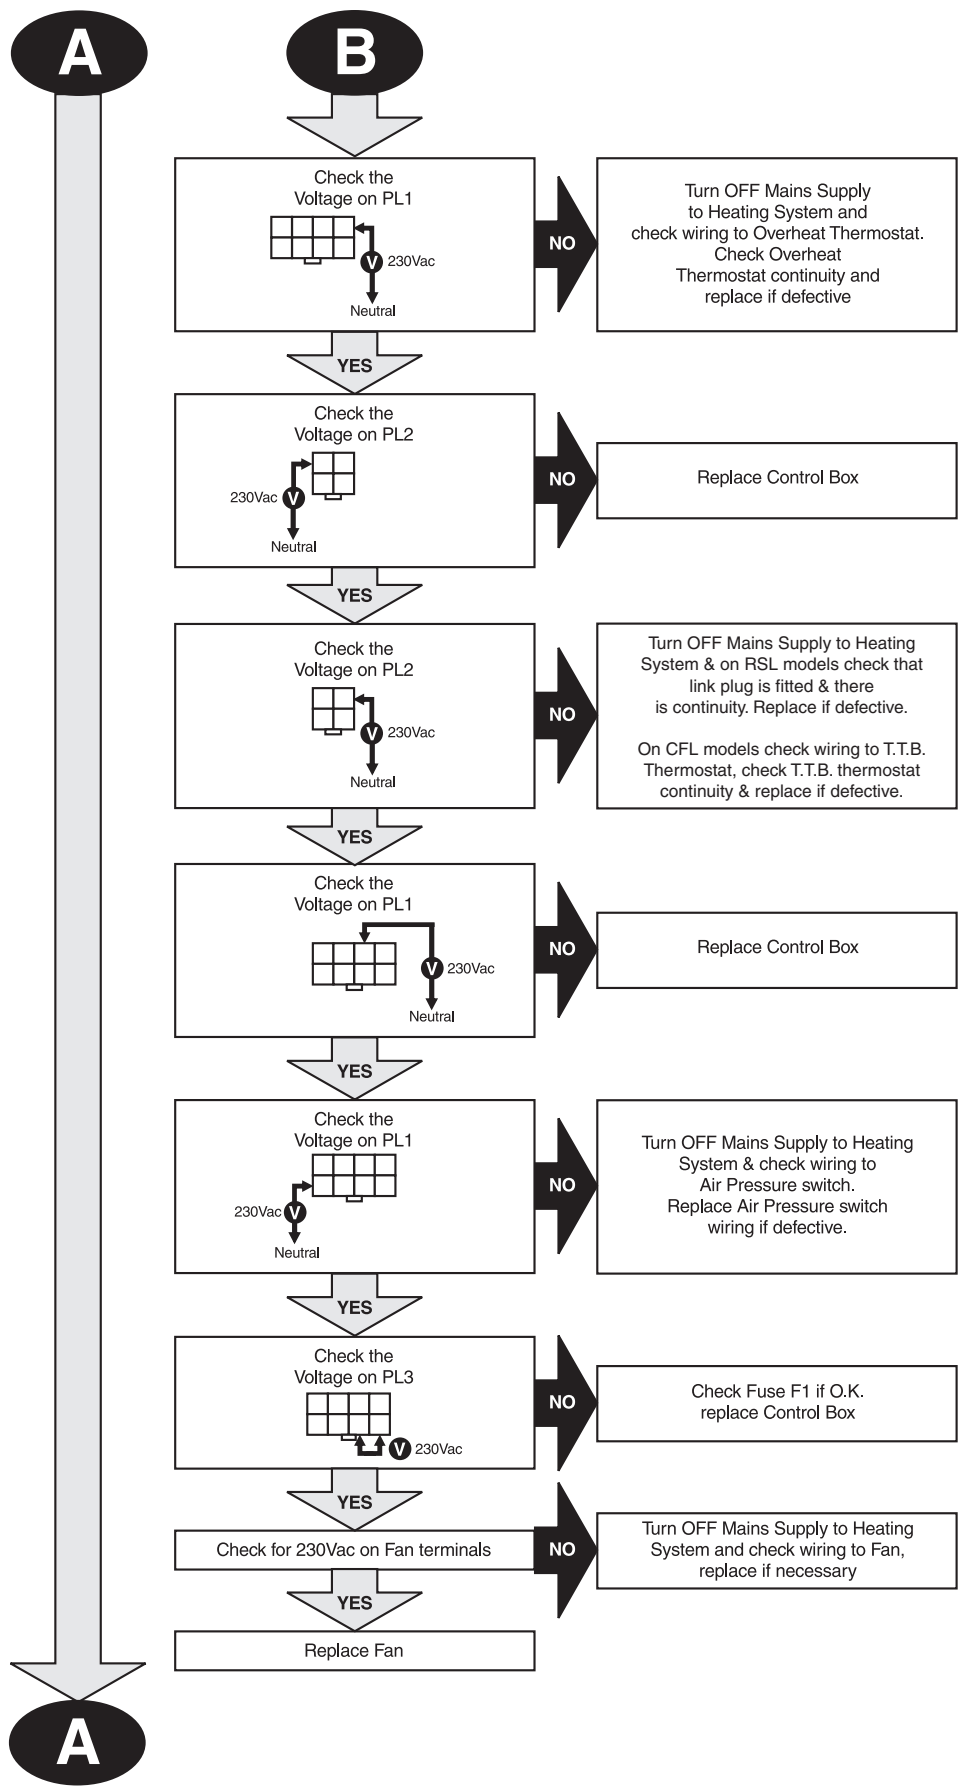 A
B
Check the
Voltage on PL1
V
230Vac
Neutral
NO
Turn OFF Mains Supply
to Heating System and
check wiring to Overheat Thermostat.
Check Overheat
Thermostat continuity and
replace if defective
YES
Check the
Voltage on PL2
230Vac
V
Neutral
NO
Replace Control Box
YES
Check the
Voltage on PL2
V
230Vac
Neutral
NO
Turn OFF Mains Supply to Heating
System & on RSL models check that
link plug is fitted & there
is continuity. Replace if defective.
On CFL models check wiring to T.T.B.
Thermostat, check T.T.B. thermostat
continuity & replace if defective.
YES
Check the
Voltage on PL1
V
230Vac
Neutral
NO
Replace Control Box
YES
Check the
Voltage on PL1
230Vac
V
Neutral
NO
Turn OFF Mains Supply to Heating
System & check wiring to
Air Pressure switch.
Replace Air Pressure switch
wiring if defective.
YES
Check the
Voltage on PL3
V
230Vac
NO
Check Fuse F1 if O.K.
replace Control Box
YES
Check for 230Vac on Fan terminals
NO
Turn OFF Mains Supply to Heating
System and check wiring to Fan,
replace if necessary
YES
Replace Fan
A